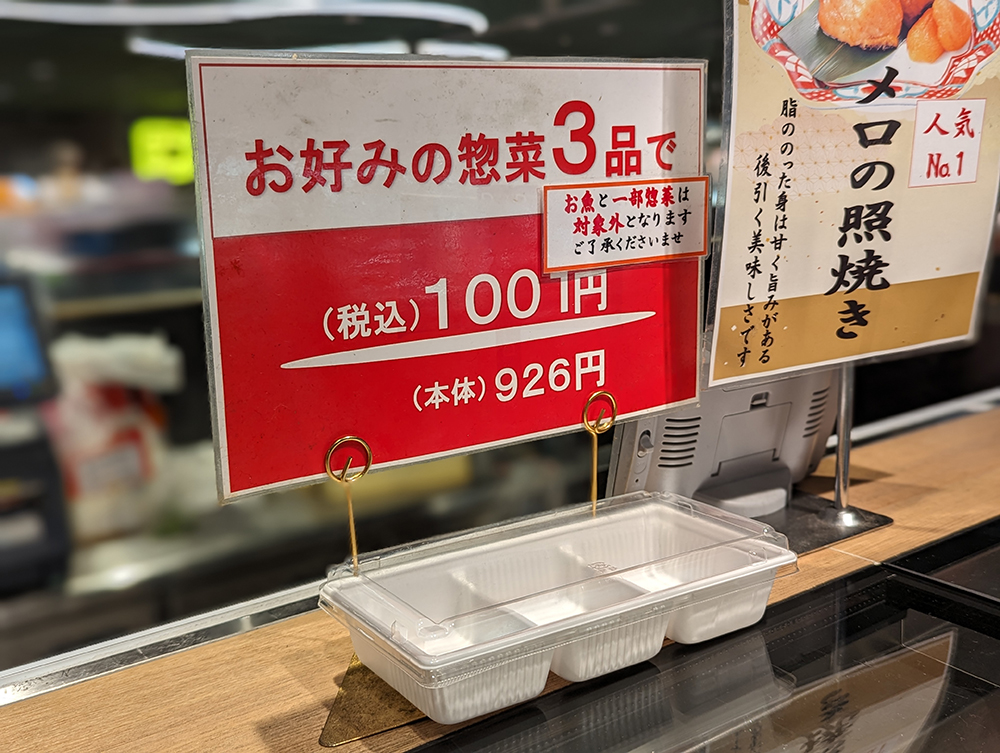 お好みの惣菜3品で
お魚と一部惣菜は
対象外となります
ご了承くださいませ
(税込)1001円
(本体)926円
メロの照焼き
人気
No.1
脂ののった身は甘く旨みがある
後引く美味しさです